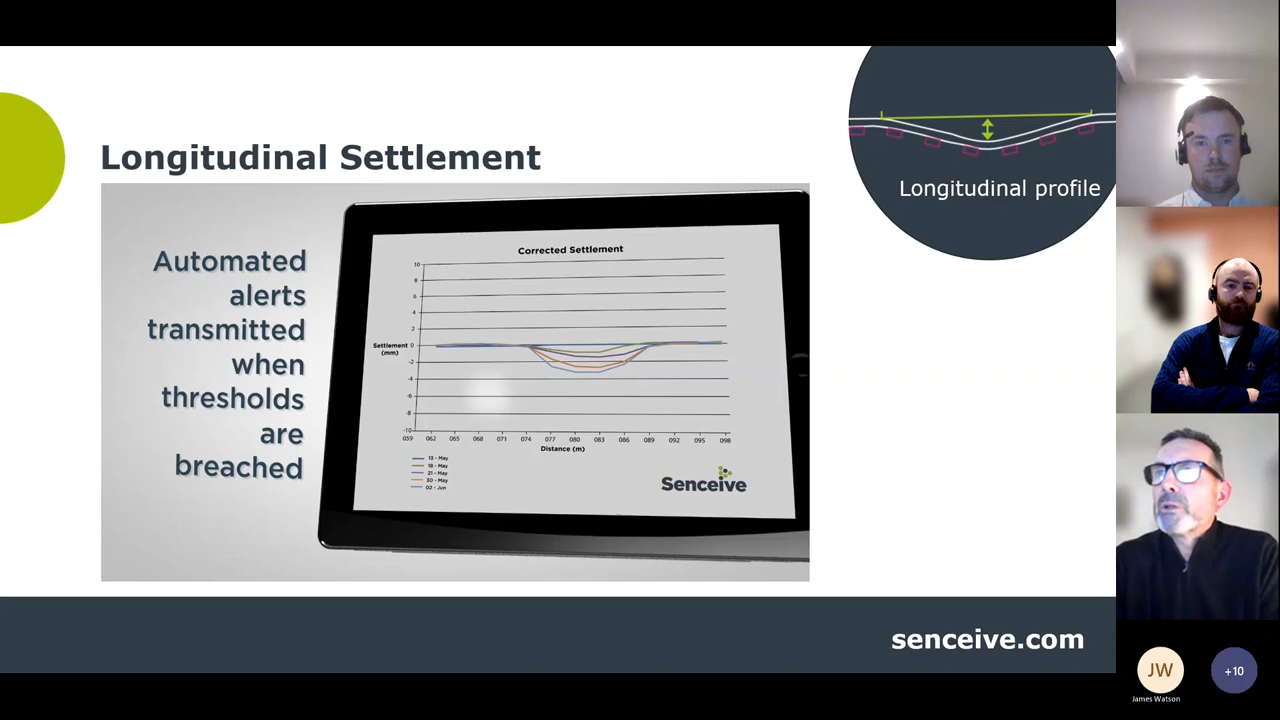 Longitudinal Settlement
Longitudinal profile
Automated
alerts
transmitted
when
thresholds
are
breached
Corrected Settlement
10
8
6
4
2
Settlement 0
(mm)
-2
-4
-6
-8
-10
059 062 065 068 071 074 077 080 083 086 089 092 095 098
Distance (m)
13 - May
18 - May
21 - May
30 - May
02 - Jun
Senceive
senceive.com
JW
James Watson
+10